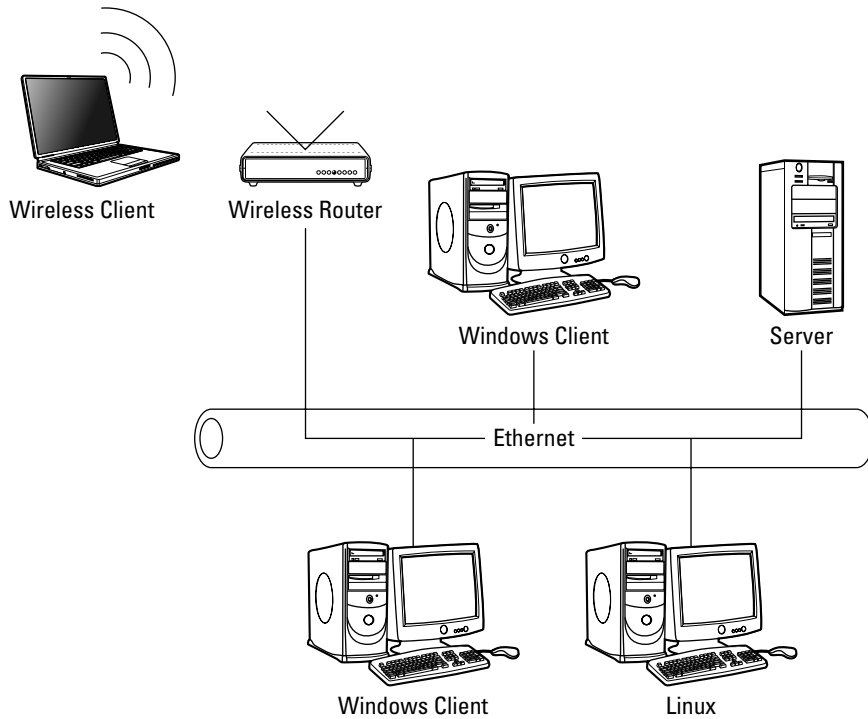 Wireless Client
Wireless Router
Windows Client
Server
Ethernet
Windows Client
Linux